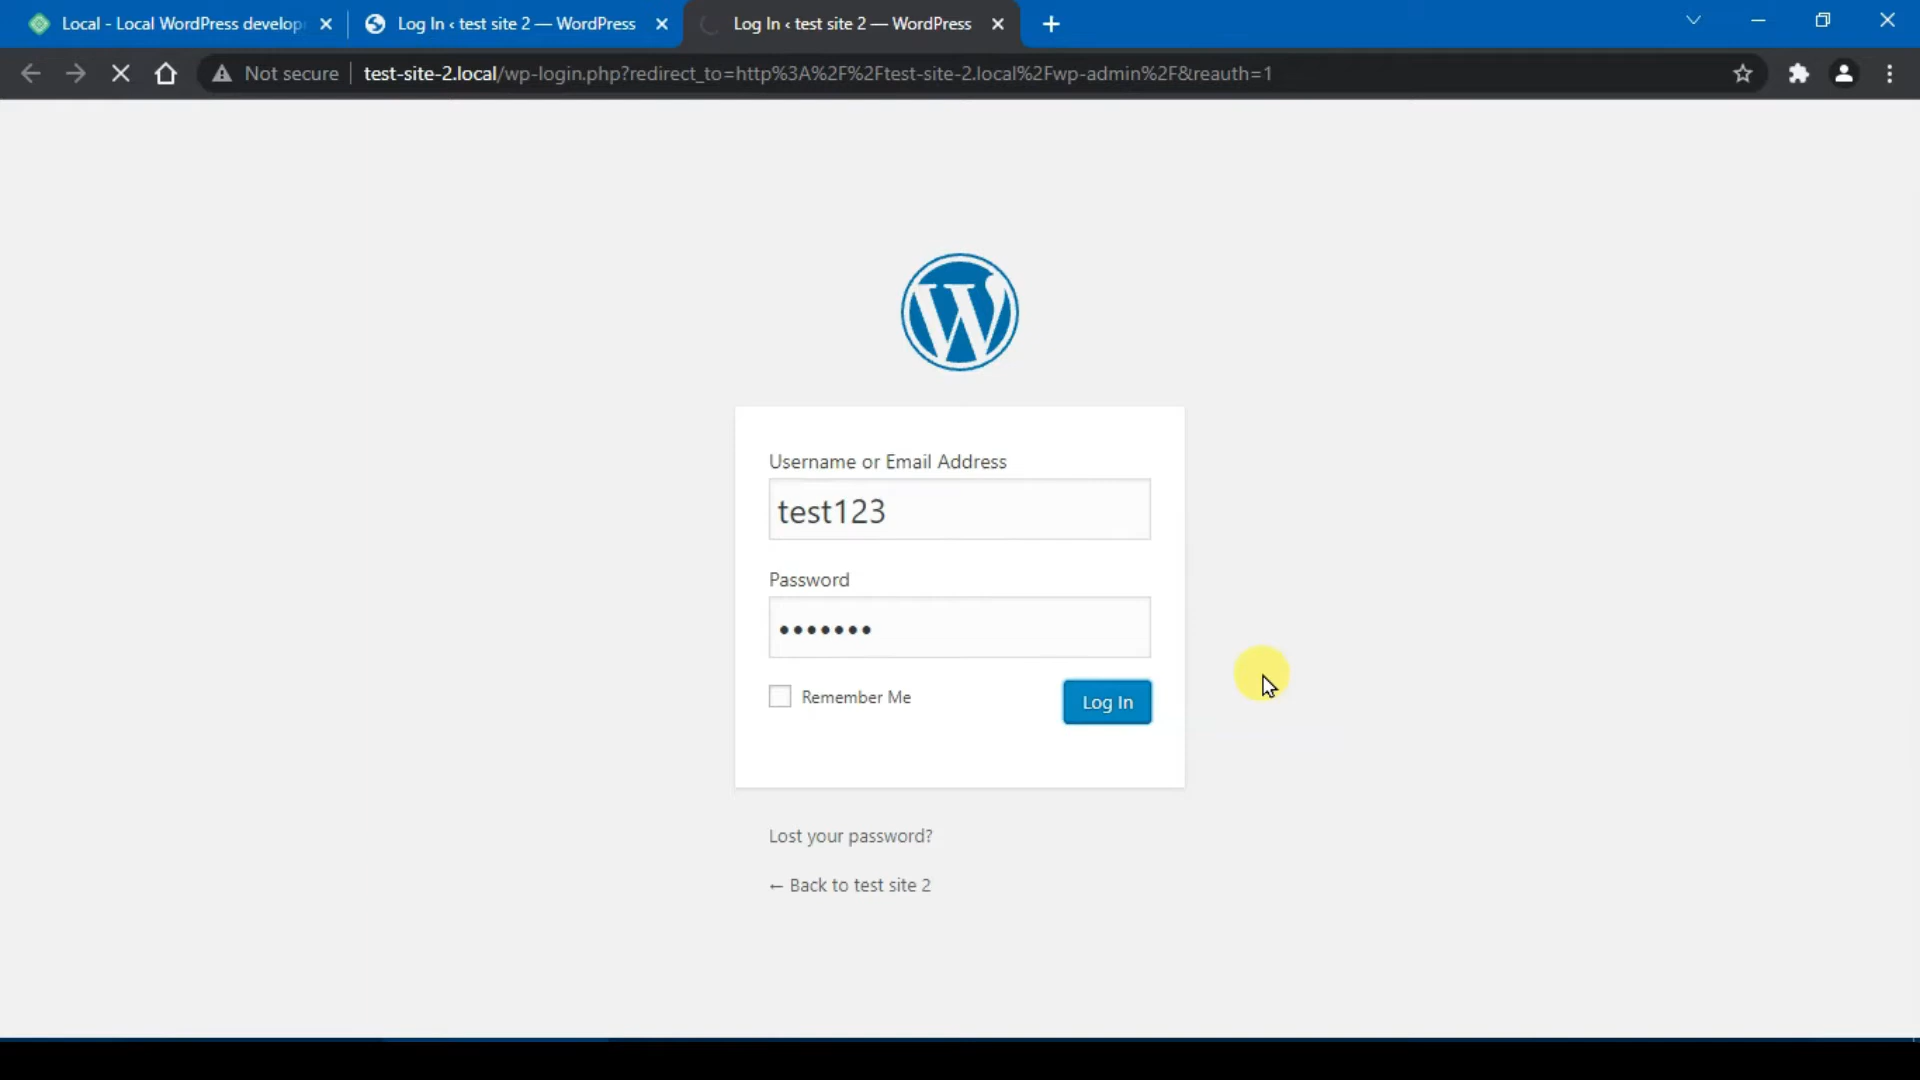 Local - Local WordPress develop
Log In ‹ test site 2 — WordPress
Log In ‹ test site 2 — WordPress
Not secure
test-site-2.local/wp-login.php?redirect_to=http%3A%2F%2Ftest-site-2.local%2Fwp-admin%2F&reauth=1
Username or Email Address
test123
Password
•••••••
Remember Me
Log In
Lost your password?
← Back to test site 2